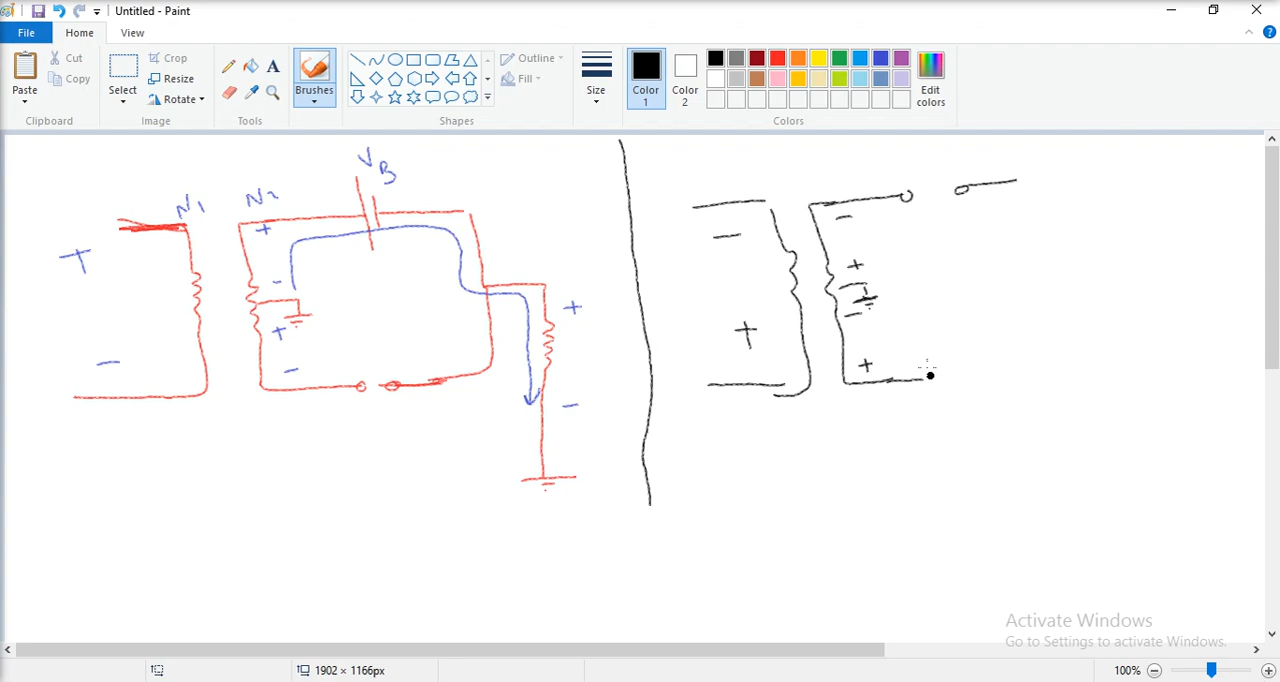 Untitled - Paint
File
Home
View
Paste
Cut
Copy
Clipboard
Select
Crop
Resize
Rotate
Image
Tools
Brushes
Shapes
Outline
Fill
Size
Color 1
Color 2
Edit colors
Colors
VB
N1
N2
+
-
+
-
+
-
+
-
-
+
-
+
-
+
Activate Windows
Go to Settings to activate Windows.
1902 × 1166px
100%